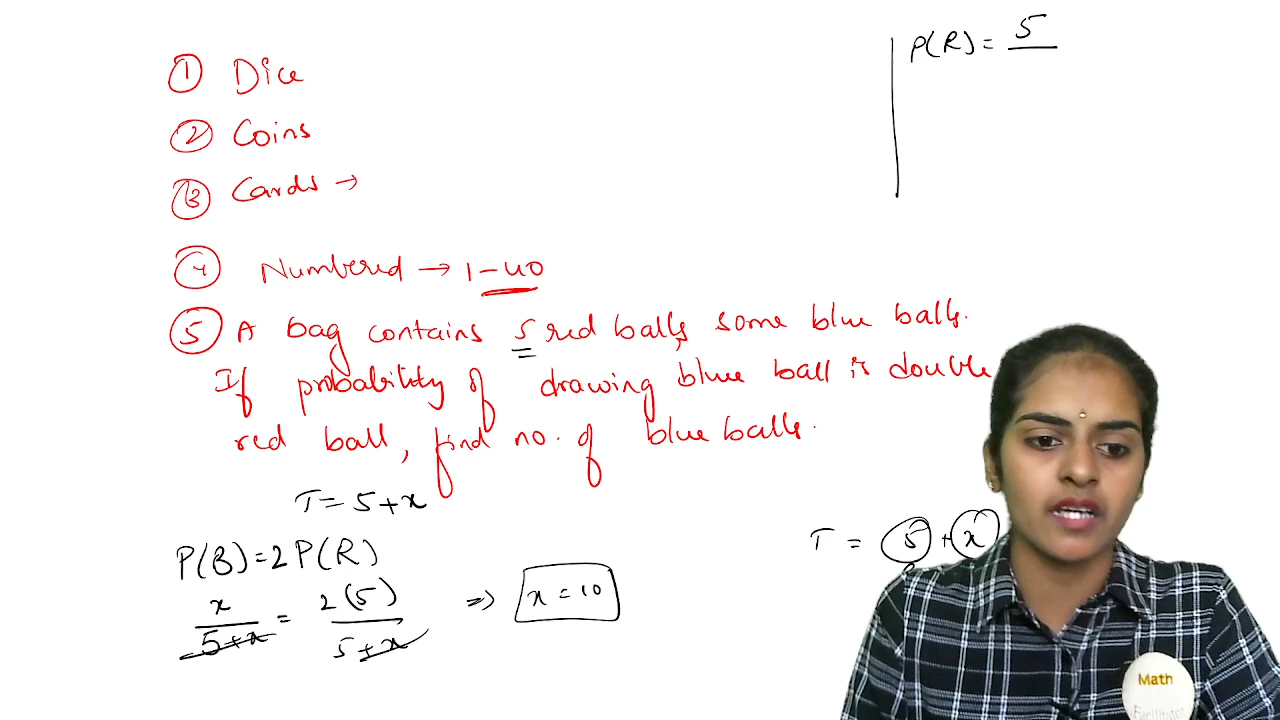 P(R) = 5
① Dice
② Coins
③ Cards →
④ Numbered → 1-40
⑤ A bag contains 5 red balls, some blue balls.
If probability of drawing blue ball is double
red ball, find no. of blue balls.
T = 5+x
P(B) = 2 P(R)
x/5+x = 2(5)/5+x ⇒ x = 10
T = 5 + x
Math
Facilitator